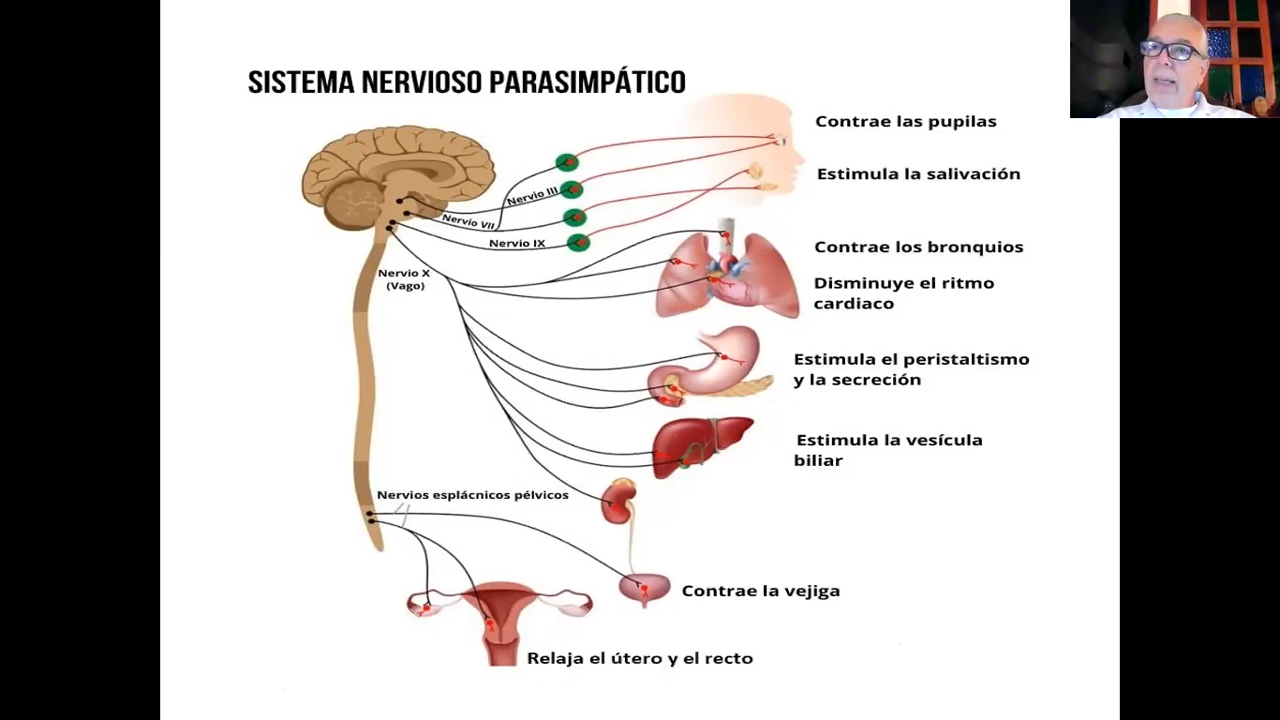 SISTEMA NERVIOSO PARASIMPÁTICO
Contrae las pupilas
Estimula la salivación
Nervio III
Nervio VII
Nervio IX
Contrae los bronquios
Nervio X
(Vago)
Disminuye el ritmo
cardiaco
Estimula el peristaltismo
y la secreción
Estimula la vesícula
biliar
Nervios esplácnicos pélvicos
Contrae la vejiga
Relaja el útero y el recto